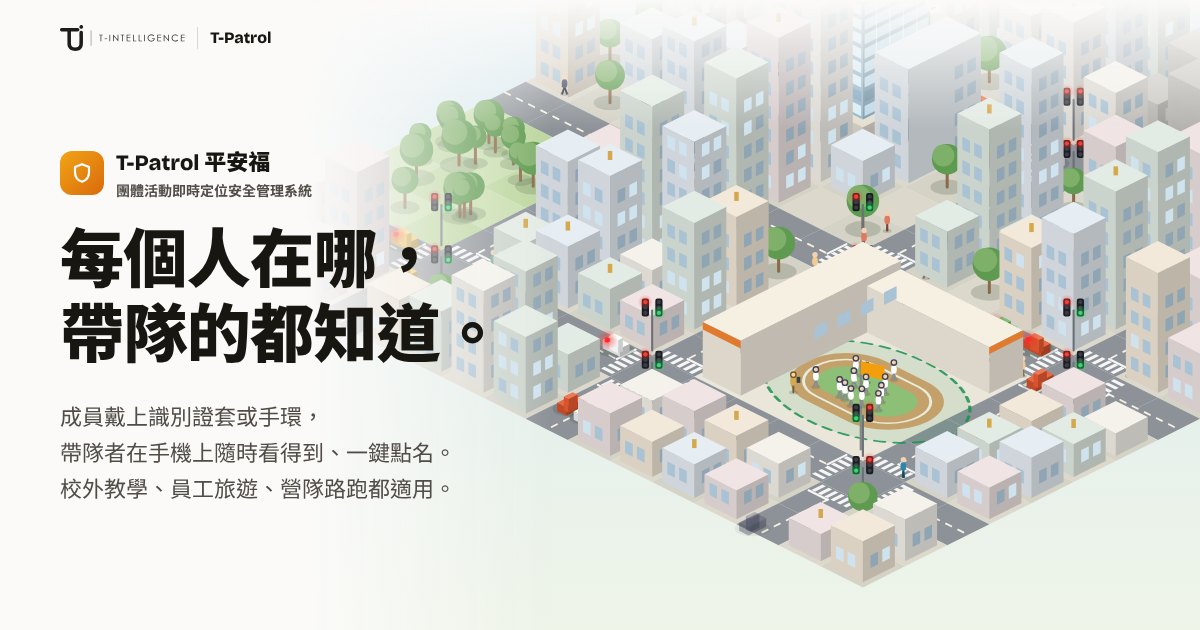 T-INTELLIGENCE
T-Patrol
T-Patrol 平安福
團體活動即時定位安全管理系統
每個人在哪，
帶隊的都知道。
成員戴上識別證套或手環，
帶隊者在手機上隨時看得到、一鍵點名。
校外教學、員工旅遊、營隊路跑都適用。